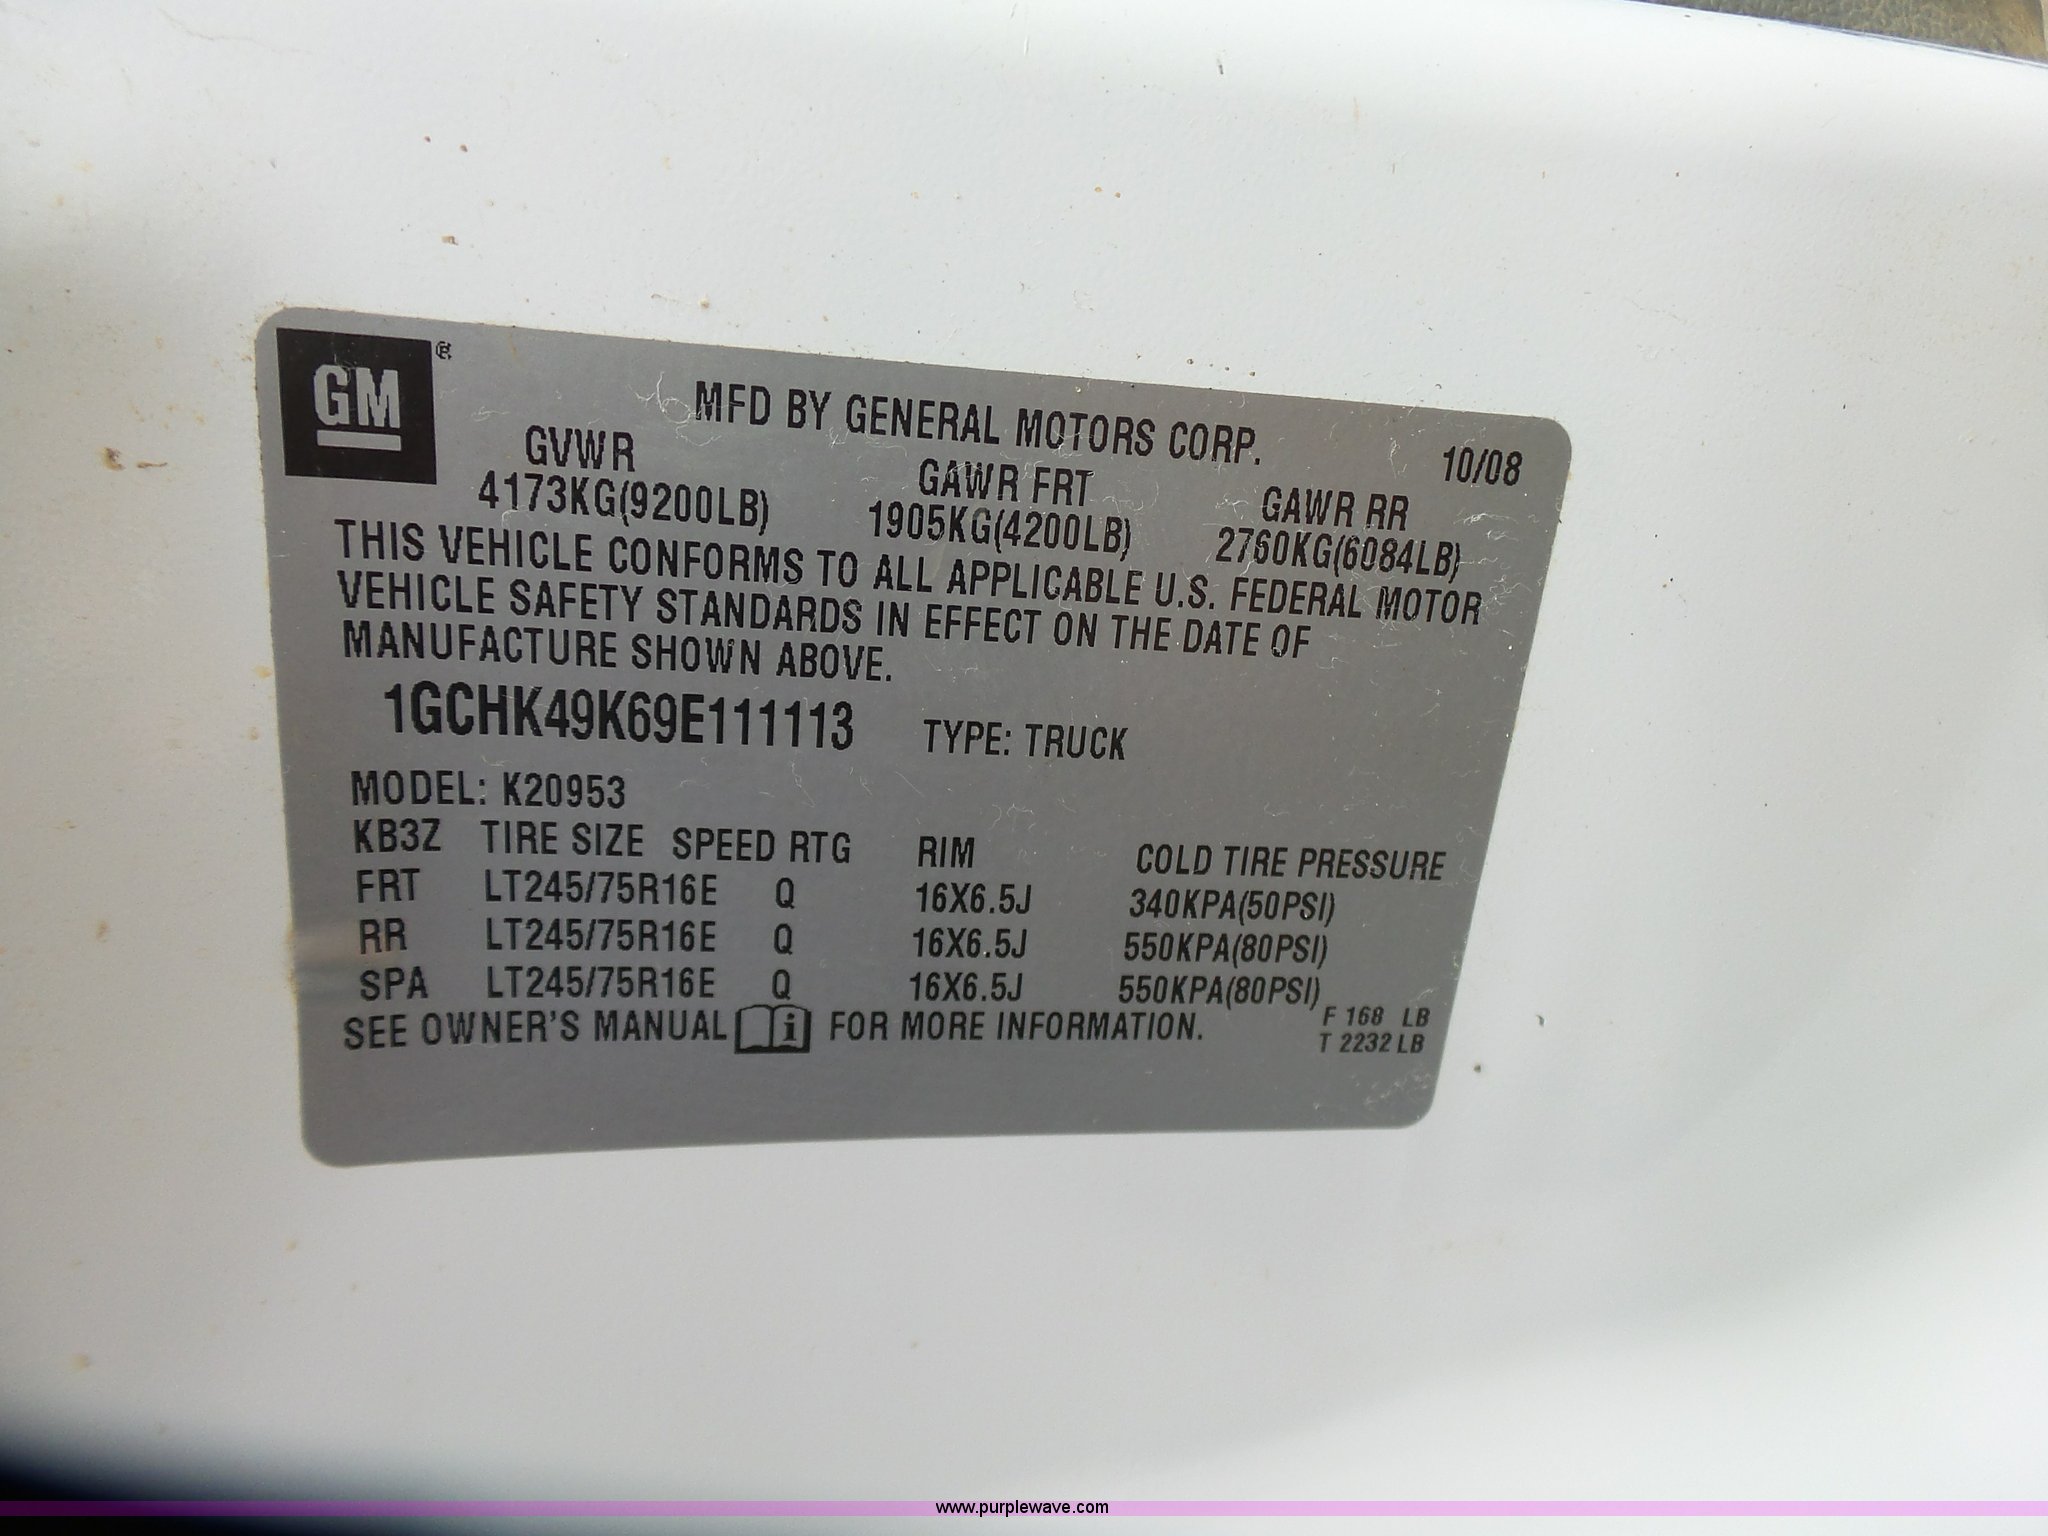 GM ®
MFD BY GENERAL MOTORS CORP. 10/08
GVWR GAWR FRT GAWR RR
4173KG(9200LB) 1905KG(4200LB) 2760KG(6084LB)
THIS VEHICLE CONFORMS TO ALL APPLICABLE U.S. FEDERAL MOTOR
VEHICLE SAFETY STANDARDS IN EFFECT ON THE DATE OF
MANUFACTURE SHOWN ABOVE.
1GCHK49K69E111113 TYPE: TRUCK
MODEL: K20953
KB3Z TIRE SIZE SPEED RTG RIM COLD TIRE PRESSURE
FRT LT245/75R16E Q 16X6.5J 340KPA(50PSI)
RR LT245/75R16E Q 16X6.5J 550KPA(80PSI)
SPA LT245/75R16E Q 16X6.5J 550KPA(80PSI)
SEE OWNER'S MANUAL i FOR MORE INFORMATION.
F 168 LB
T 2232 LB
www.purplewave.com